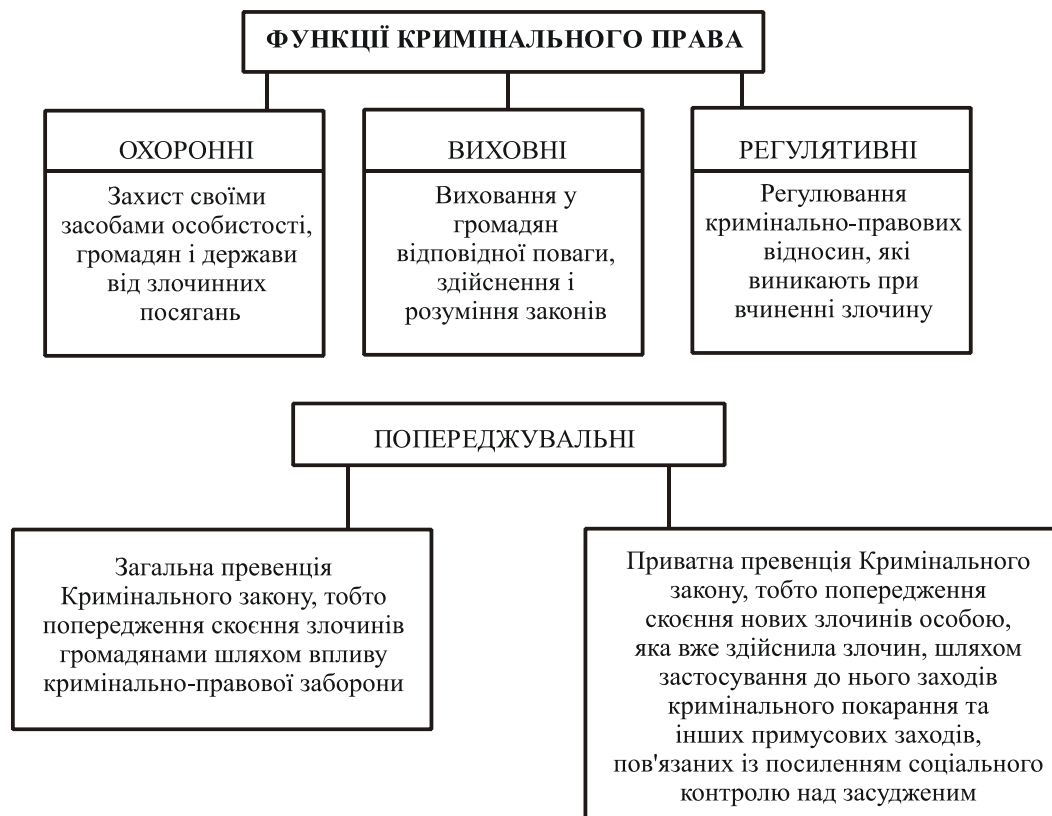 ФУНКЦІЇ КРИМІНАЛЬНОГО ПРАВА
ОХОРОННІ
Захист своїми
засобами особистості,
громадян і держави
від злочинних
посягань
ВИХОВНІ
Виховання у
громадян
відповідної поваги,
здійснення і
розуміння законів
РЕГУЛЯТИВНІ
Регулювання
кримінально-правових
відносин, які
виникають при
вчиненні злочину
ПОПЕРЕДЖУВАЛЬНІ
Загальна превенція
Кримінального закону, тобто
попередження скоєння злочинів
громадянами шляхом впливу
кримінально-правової заборони
Приватна превенція Кримінального
закону, тобто попередження
скоєння нових злочинів особою,
яка вже здійснила злочин, шляхом
застосування до нього заходів
кримінального покарання та
інших примусових заходів,
пов'язаних із посиленням соціального
контролю над засудженим